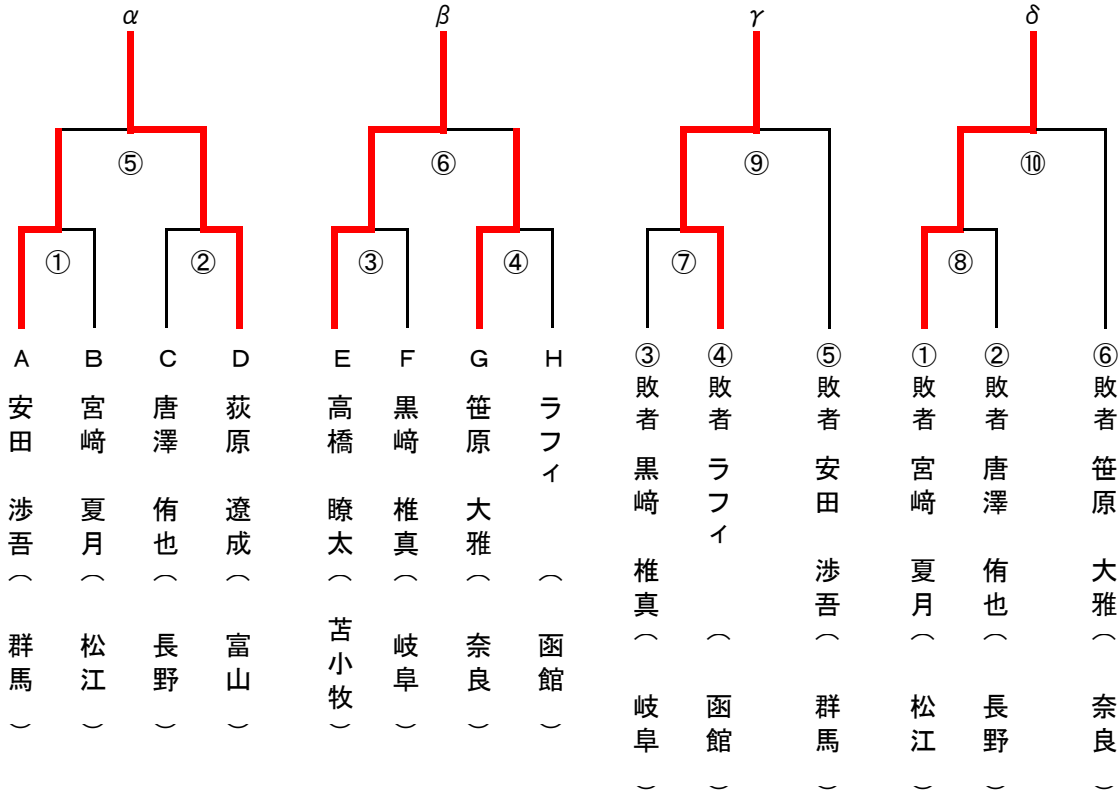 α
β
γ
δ
⑤
⑥
⑨
⑩
①
②
③
④
⑦
⑧
A
安田 渉吾
（群馬）
B
宮﨑 夏月
（松江）
C
唐澤 侑也
（長野）
D
荻原 遼成
（富山）
E
高橋 瞭太
（苫小牧）
F
黒﨑 椎真
（岐阜）
G
笹原 大雅
（奈良）
H
ラフィ
（函館）
③敗者
黒﨑 椎真
（岐阜）
④敗者
ラフィ
（函館）
⑤敗者
安田 渉吾
（群馬）
①敗者
宮﨑 夏月
（松江）
②敗者
唐澤 侑也
（長野）
⑥敗者
笹原 大雅
（奈良）